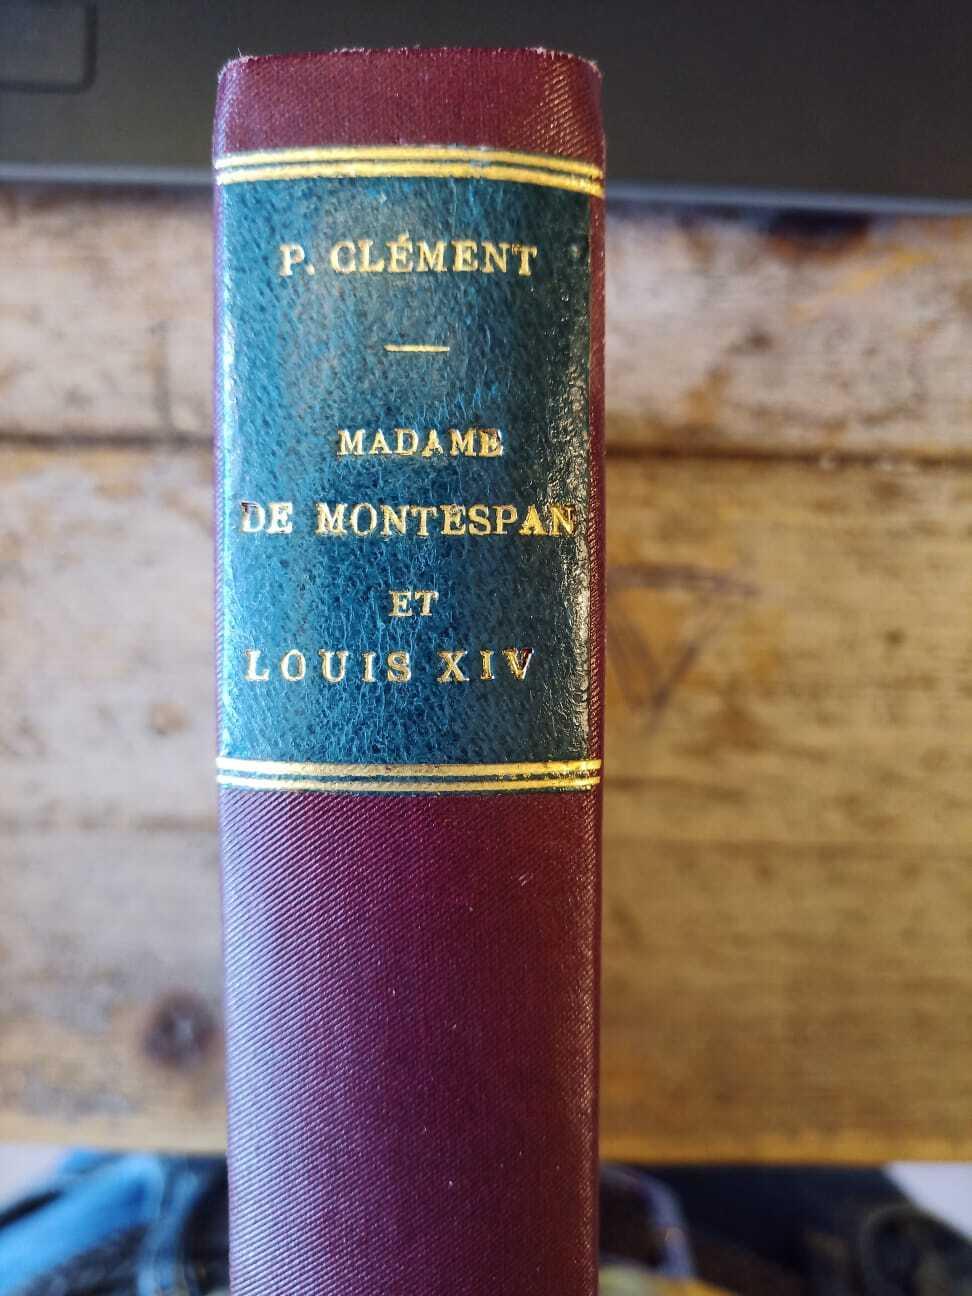 P. CLÉMENT
MADAME
DE MONTESPAN
ET
LOUIS XIV